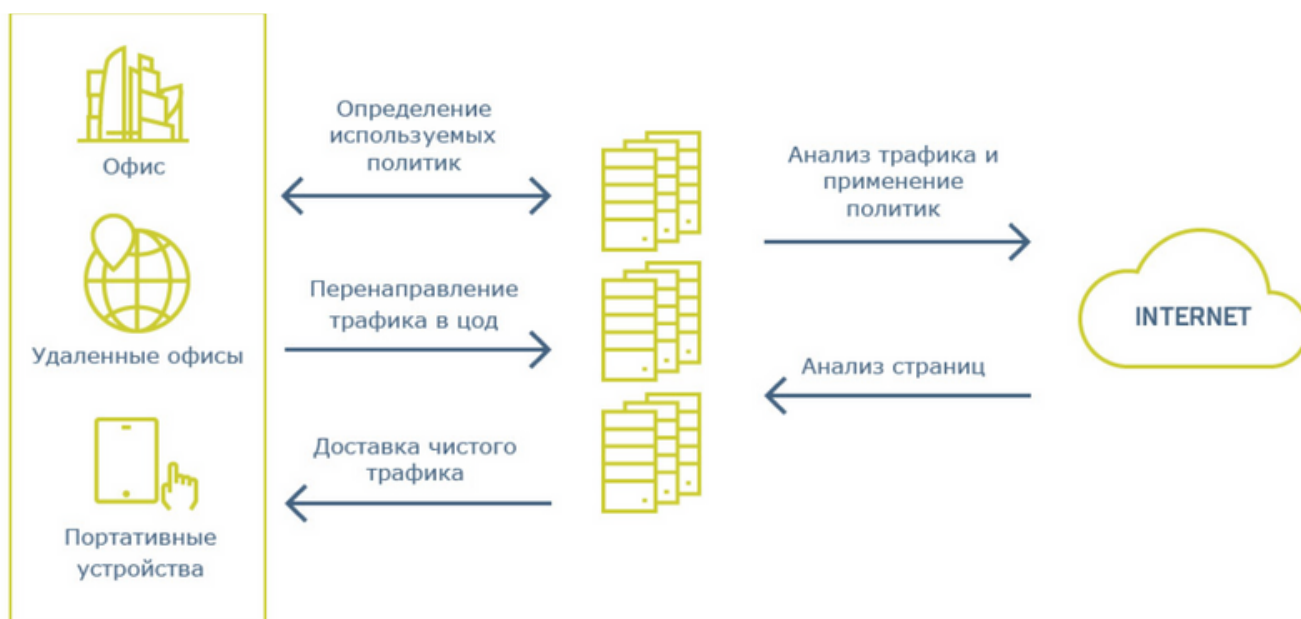 Офис
Удаленные офисы
Портативные
устройства
Определение
используемых
политик
Перенаправление
трафика в цод
Доставка чистого
трафика
Анализ трафика и
применение
политик
Анализ страниц
INTERNET